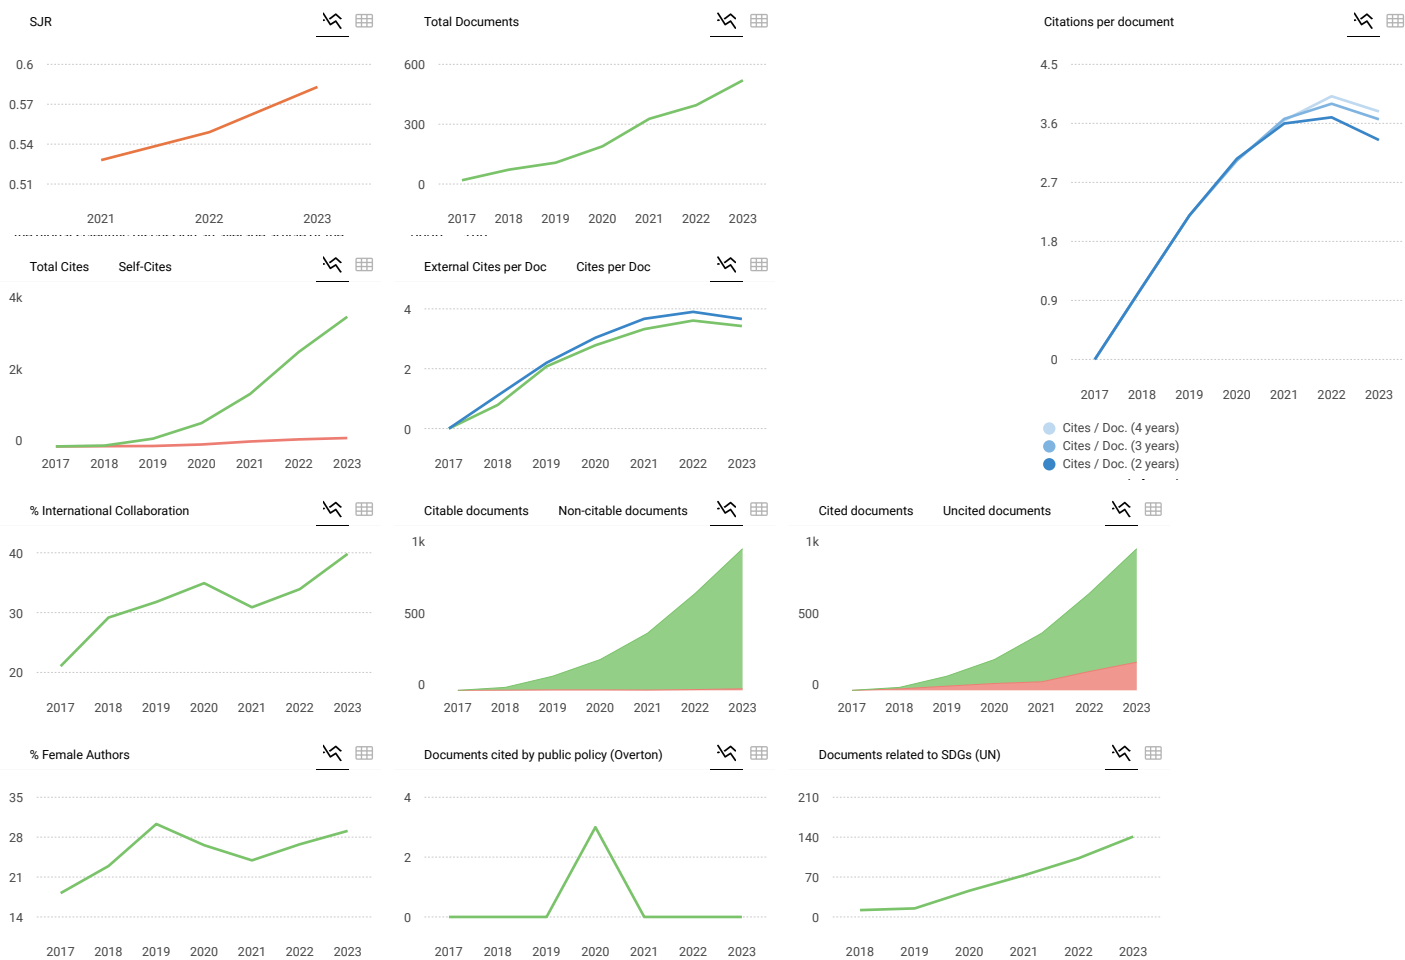 SJR
0.6
0.57
0.54
0.51
2021 2022 2023
Total Documents
600
300
0
2017 2018 2019 2020 2021 2022 2023
Citations per document
4.5
3.6
2.7
1.8
0.9
0
2017 2018 2019 2020 2021 2022 2023
Cites / Doc. (4 years)
Cites / Doc. (3 years)
Cites / Doc. (2 years)
Total Cites Self-Cites
4k
2k
0
2017 2018 2019 2020 2021 2022 2023
External Cites per Doc Cites per Doc
4
2
0
2017 2018 2019 2020 2021 2022 2023
% International Collaboration
40
30
20
2017 2018 2019 2020 2021 2022 2023
Citable documents Non-citable documents
1k
500
0
2017 2018 2019 2020 2021 2022 2023
Cited documents Uncited documents
1k
500
0
2017 2018 2019 2020 2021 2022 2023
% Female Authors
35
28
21
14
2017 2018 2019 2020 2021 2022 2023
Documents cited by public policy (Overton)
4
2
0
2017 2018 2019 2020 2021 2022 2023
Documents related to SDGs (UN)
210
140
70
0
2018 2019 2020 2021 2022 2023